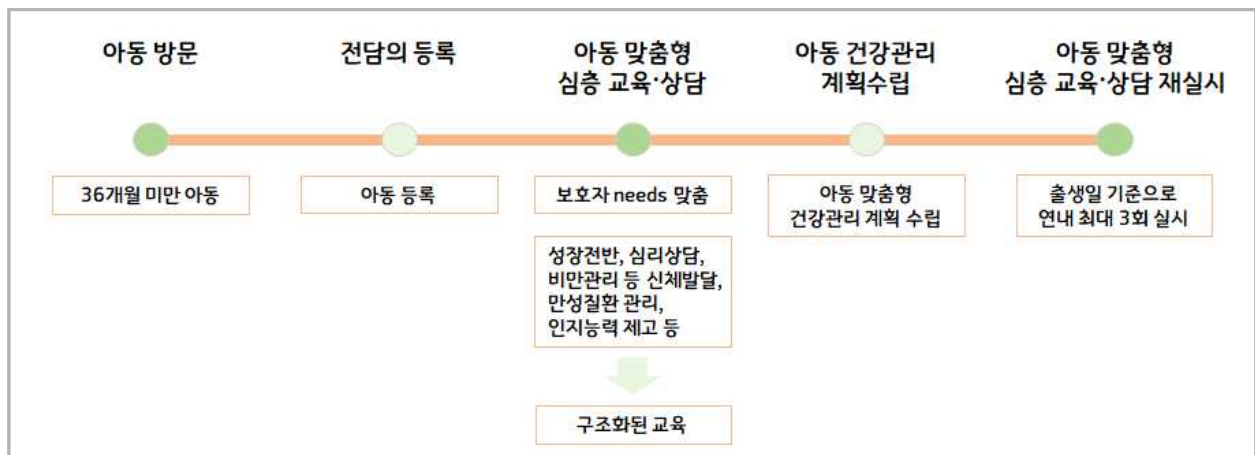 아동 방문
전담의 등록
아동 맞춤형
심층 교육·상담
아동 건강관리
계획수립
아동 맞춤형
심층 교육·상담 재실시
36개월 미만 아동
아동 등록
보호자 needs 맞춤
아동 맞춤형
건강관리 계획 수립
출생일 기준으로
연내 최대 3회 실시
성장전반, 심리상담,
비만관리 등 신체발달,
만성질환 관리,
인지능력 제고 등
구조화된 교육